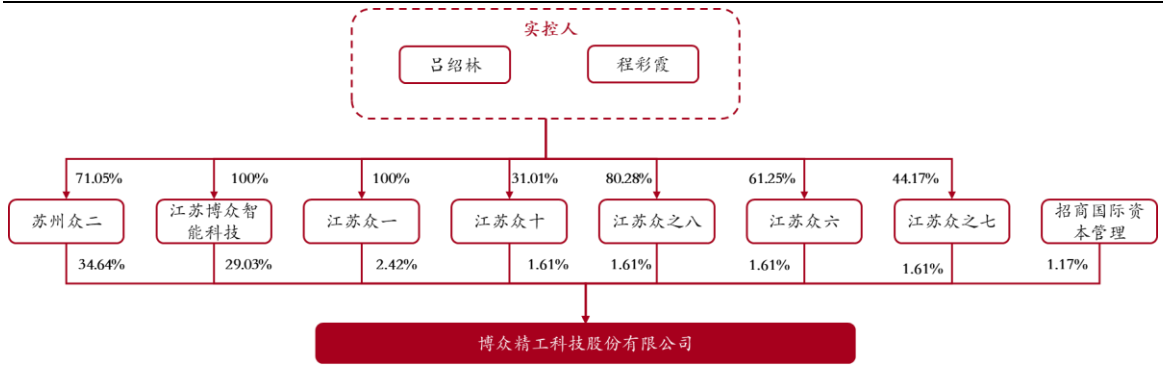 实控人
吕绍林
程彩霞
71.05%
100%
100%
31.01%
80.28%
61.25%
44.17%
苏州众二
江苏博众智
能科技
江苏众一
江苏众十
江苏众之八
江苏众六
江苏众之七
招商国际资
本管理
34.64%
29.03%
2.42%
1.61%
1.61%
1.61%
1.61%
1.17%
博众精工科技股份有限公司